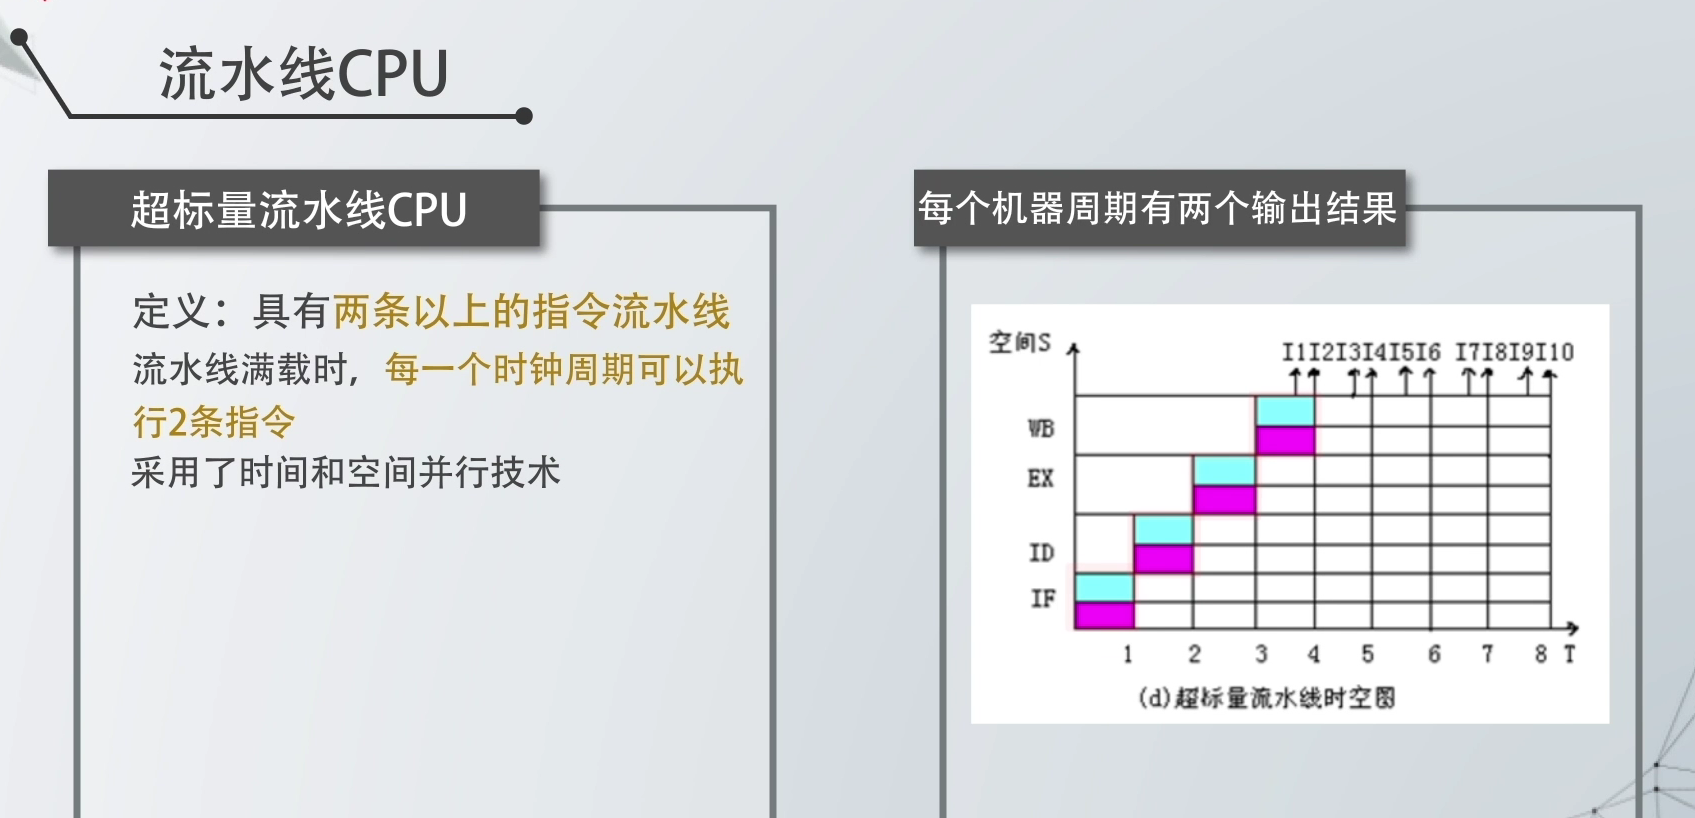 流水线CPU
超标量流水线CPU
定义：具有两条以上的指令流水线
流水线满载时，每一个时钟周期可以执
行2条指令
采用了时间和空间并行技术
每个机器周期有两个输出结果
空间S
I1I2I3I4I5I6 I7I8I9I10
WB
EX
ID
IF
1 2 3 4 5 6 7 8 T
(d)超标量流水线时空图